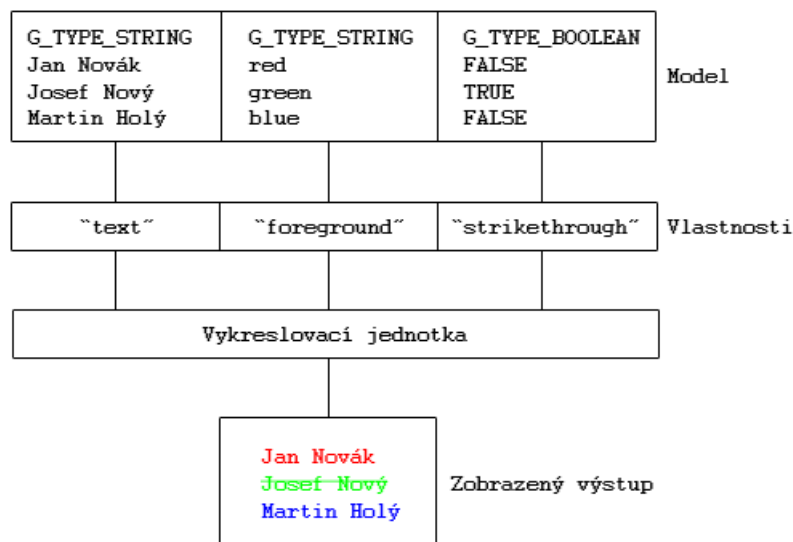 G_TYPE_STRING G_TYPE_STRING G_TYPE_BOOLEAN
Jan Novák red FALSE
Josef Nový green TRUE
Martin Holý blue FALSE
Model
"text" "foreground" "strikethrough" Vlastnosti
Vykreslovací jednotka
Jan Novák
Josef Nový
Martin Holý
Zobrazený výstup